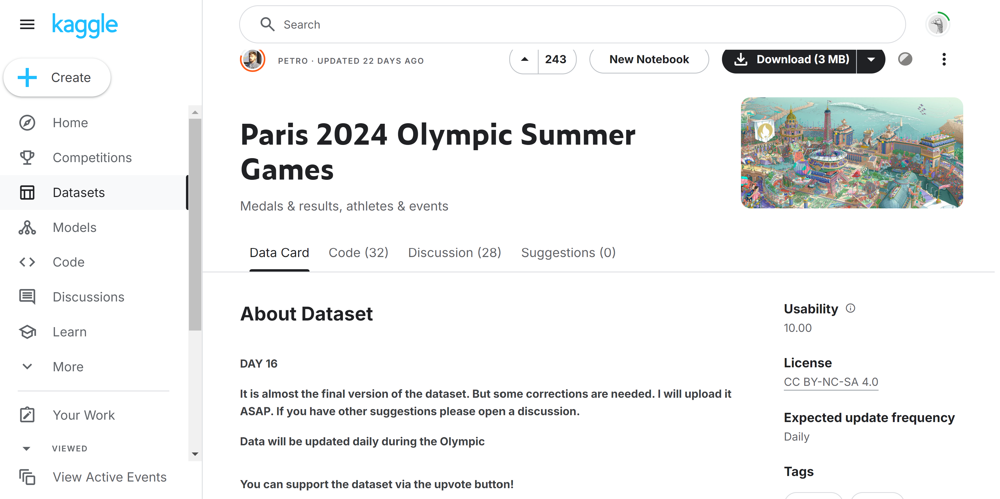 kaggle
Search
Create
Home
Competitions
Datasets
Models
Code
Discussions
Learn
More
Your Work
VIEWED
View Active Events
PETRO · UPDATED 22 DAYS AGO
243
New Notebook
Download (3 MB)
Paris 2024 Olympic Summer
Games
Medals & results, athletes & events
PARIS 2024
OLYMPIADE
Data Card
Code (32)
Discussion (28)
Suggestions (0)
About Dataset
DAY 16
It is almost the final version of the dataset. But some corrections are needed. I will upload it
ASAP. If you have other suggestions please open a discussion.
Data will be updated daily during the Olympic
You can support the dataset via the upvote button!
Usability
10.00
License
CC BY-NC-SA 4.0
Expected update frequency
Daily
Tags